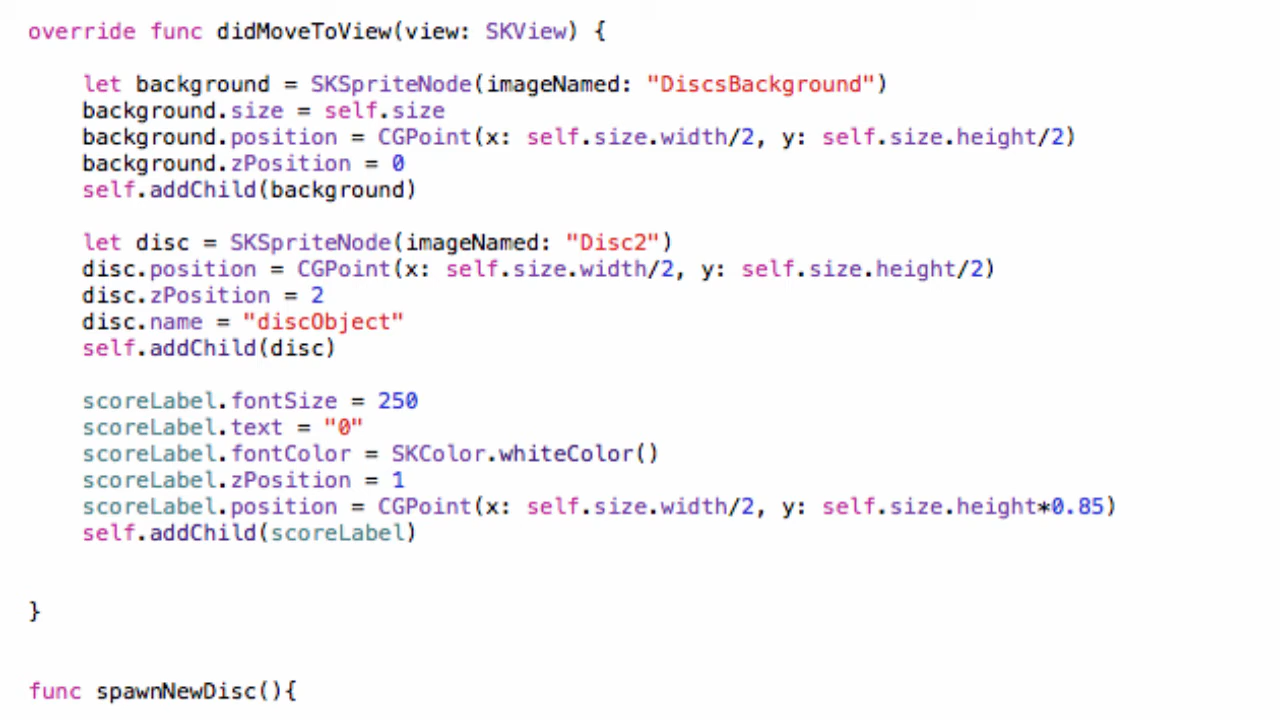 override func didMoveToView(view: SKView) {
let background = SKSpriteNode(imageNamed: "DiscsBackground")
background.size = self.size
background.position = CGPoint(x: self.size.width/2, y: self.size.height/2)
background.zPosition = 0
self.addChild(background)
let disc = SKSpriteNode(imageNamed: "Disc2")
disc.position = CGPoint(x: self.size.width/2, y: self.size.height/2)
disc.zPosition = 2
disc.name = "discObject"
self.addChild(disc)
scoreLabel.fontSize = 250
scoreLabel.text = "0"
scoreLabel.fontColor = SKColor.whiteColor()
scoreLabel.zPosition = 1
scoreLabel.position = CGPoint(x: self.size.width/2, y: self.size.height*0.85)
self.addChild(scoreLabel)
}
func spawnNewDisc(){